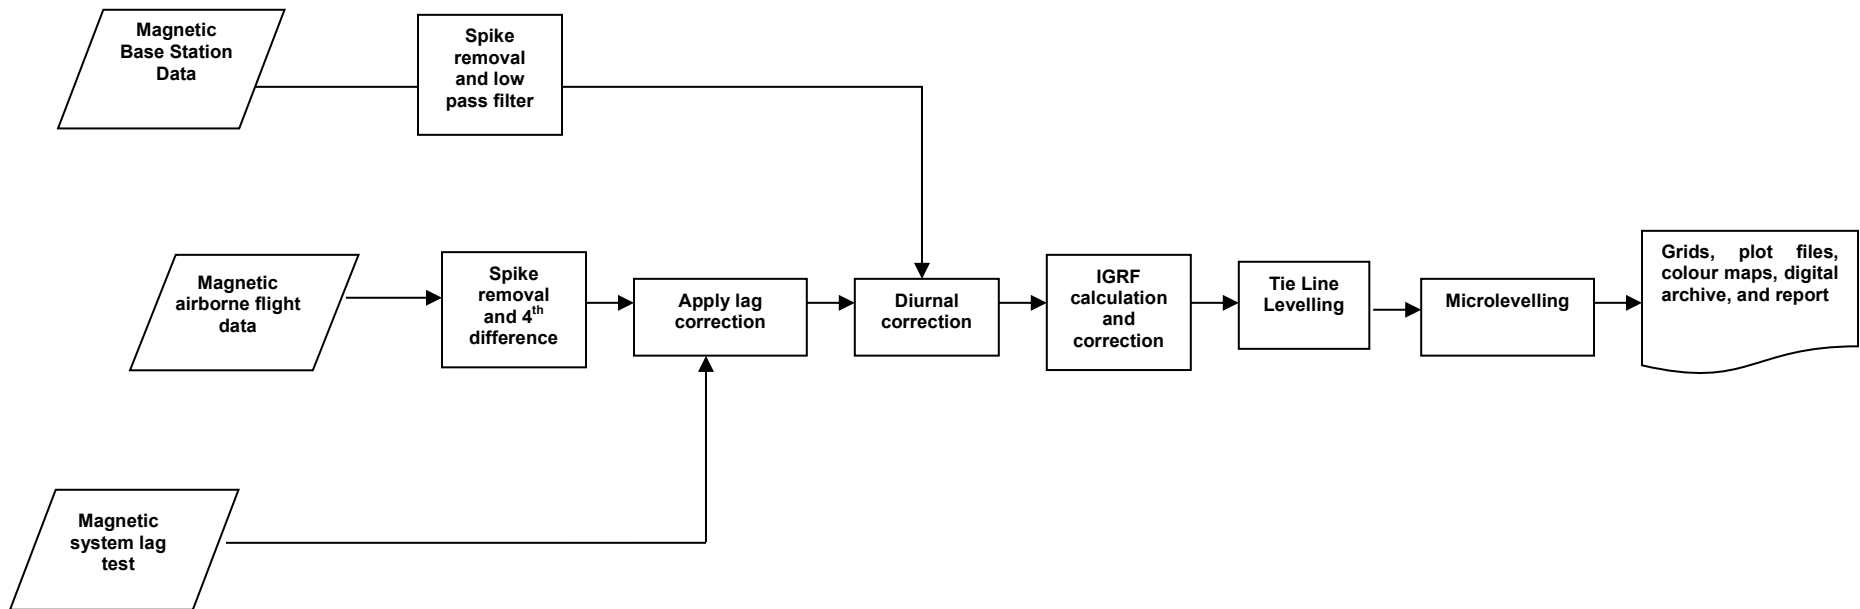 Magnetic
Base Station
Data
Spike
removal
and low
pass filter
Magnetic
airborne flight
data
Spike
removal
and 4th
difference
Apply lag
correction
Diurnal
correction
IGRF
calculation
and
correction
Tie Line
Levelling
Microlevelling
Grids, plot files,
colour maps, digital
archive, and report
Magnetic
system lag
test